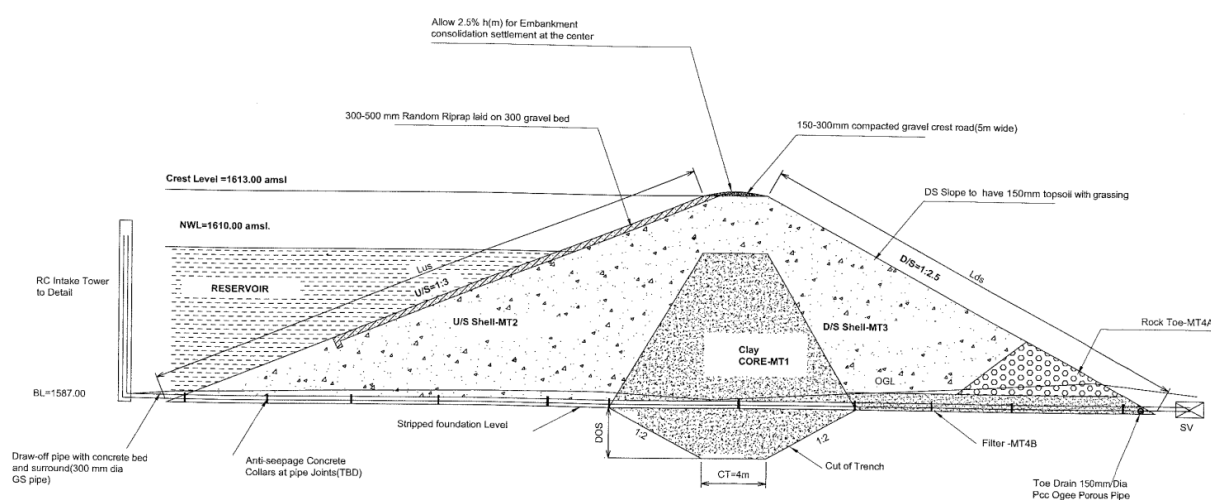 Allow 2.5% h(m) for Embankment
consolidation settlement at the center
300-500 mm Random Riprap laid on 300 gravel bed
150-300mm compacted gravel crest road(5m wide)
Crest Level =1613.00 amsl
DS Slope to have 150mm topsoil with grassing
NWL=1610.00 amsl.
RC Intake Tower
to Detail
RESERVOIR
Lus
U/S=1:3
D/S=1:2.5
Lds
U/S Shell-MT2
D/S Shell-MT3
Rock Toe-MT4A
Clay
CORE-MT1
OGL
BL=1587.00
SV
Stripped foundation Level
DOS
1:2
1:2
Filter -MT4B
Draw-off pipe with concrete bed
and surround(300 mm dia
GS pipe)
Anti-seepage Concrete
Collars at pipe Joints(TBD)
CT=4m
Cut of Trench
Toe Drain 150mm Dia
Pcc Ogee Porous Pipe